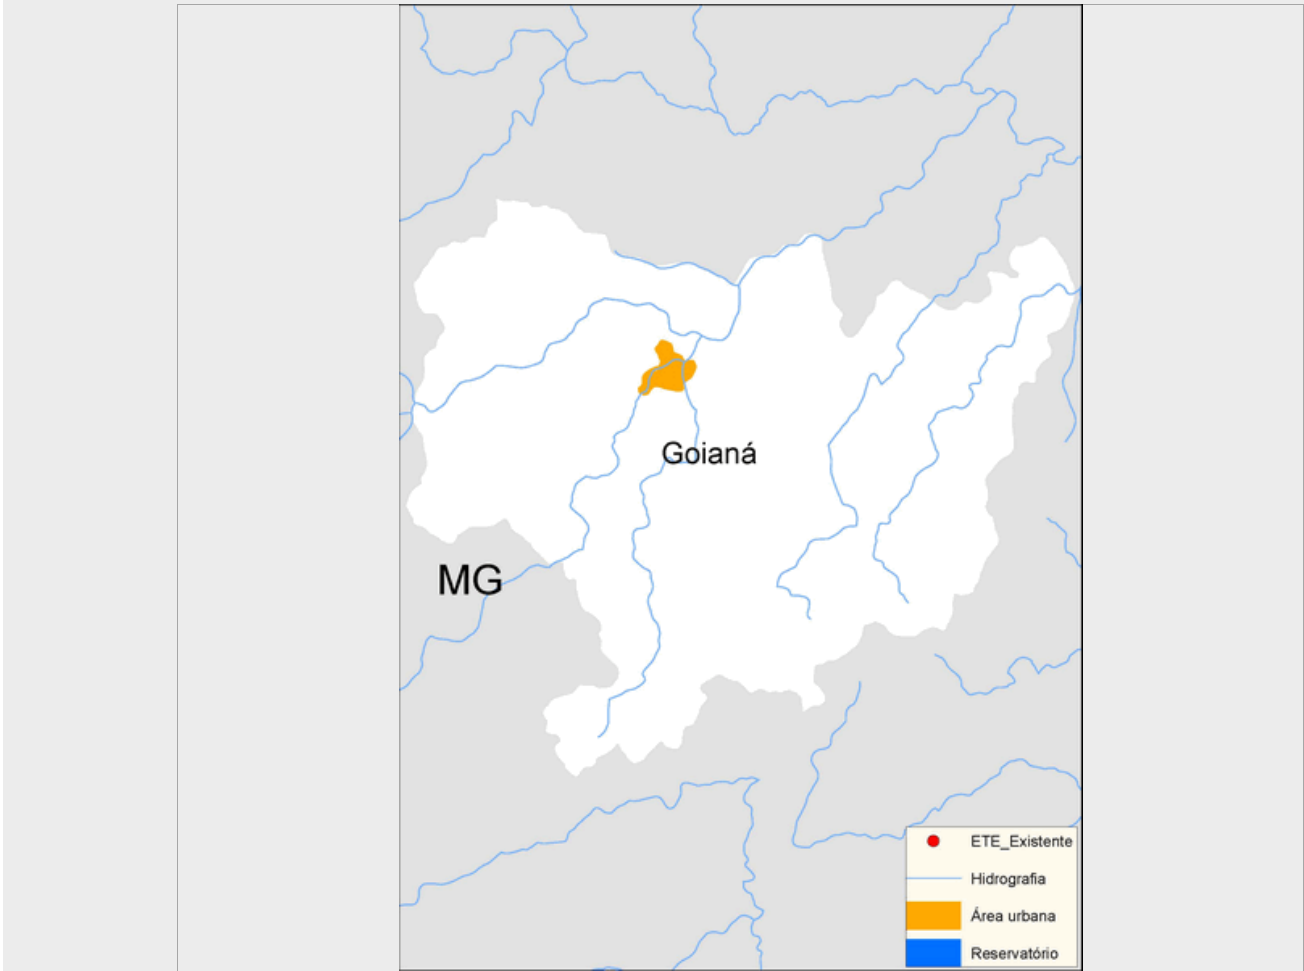 Goianá
MG
ETE_Existente
Hidrografia
Área urbana
Reservatório